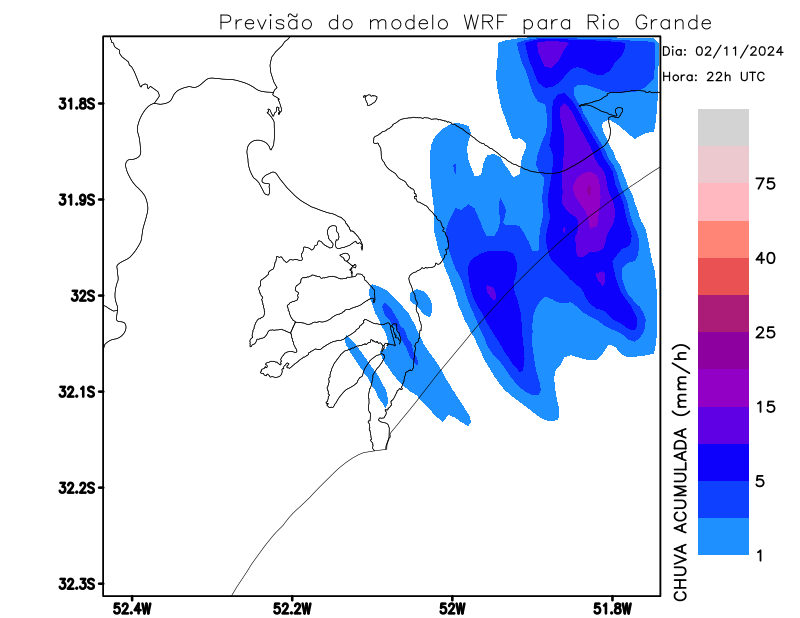 Previsão do modelo WRF para Rio Grande
Dia: 02/11/2024
Hora: 22h UTC
31.8S
31.9S
32S
32.1S
32.2S
32.3S
52.4W
52.2W
52W
51.8W
75
40
25
15
5
1
CHUVA ACUMULADA (mm/h)